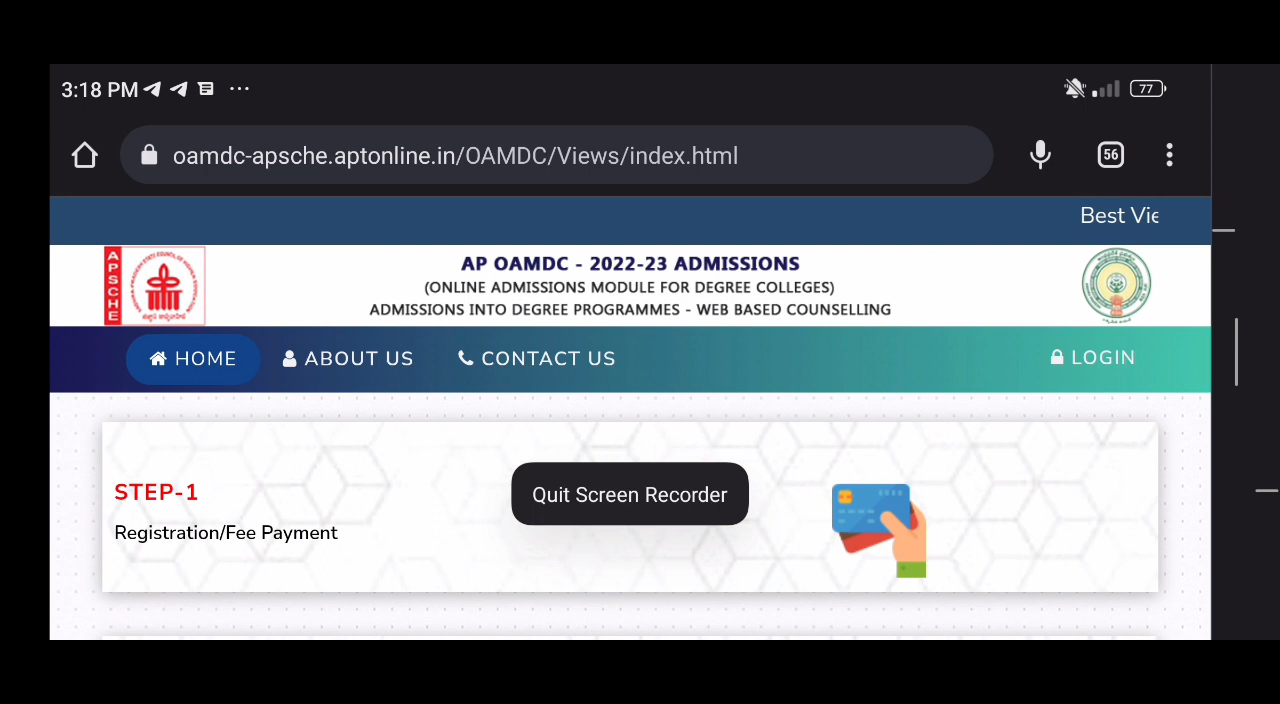 3:18 PM
77
oamdc-apsche.aptonline.in/OAMDC/Views/index.html
56
Best Vie
APSCHE
AP OAMDC - 2022-23 ADMISSIONS
(ONLINE ADMISSIONS MODULE FOR DEGREE COLLEGES)
ADMISSIONS INTO DEGREE PROGRAMMES - WEB BASED COUNSELLING
HOME
ABOUT US
CONTACT US
LOGIN
STEP-1
Registration/Fee Payment
Quit Screen Recorder